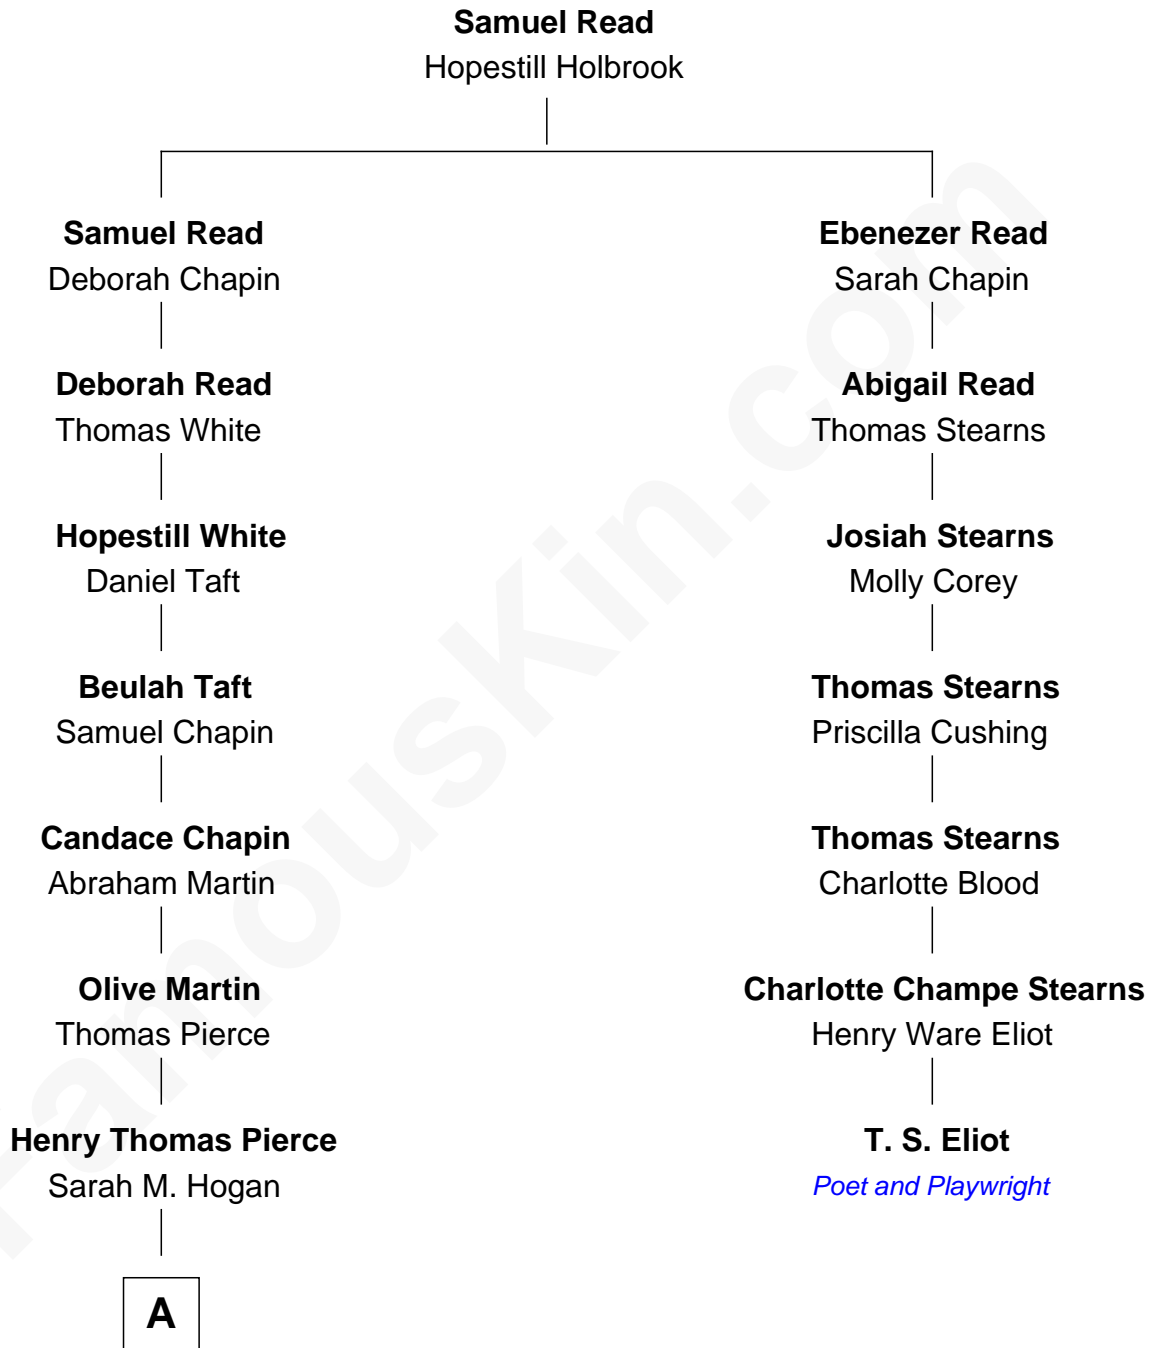 Samuel Read
Hopestill Holbrook
Samuel Read
Deborah Chapin
Ebenezer Read
Sarah Chapin
Deborah Read
Thomas White
Abigail Read
Thomas Stearns
Hopestill White
Daniel Taft
Josiah Stearns
Molly Corey
Beulah Taft
Samuel Chapin
Thomas Stearns
Priscilla Cushing
Candace Chapin
Abraham Martin
Thomas Stearns
Charlotte Blood
Olive Martin
Thomas Pierce
Charlotte Champe Stearns
Henry Ware Eliot
Henry Thomas Pierce
Sarah M. Hogan
T. S. Eliot
Poet and Playwright
A
FamousKin.com